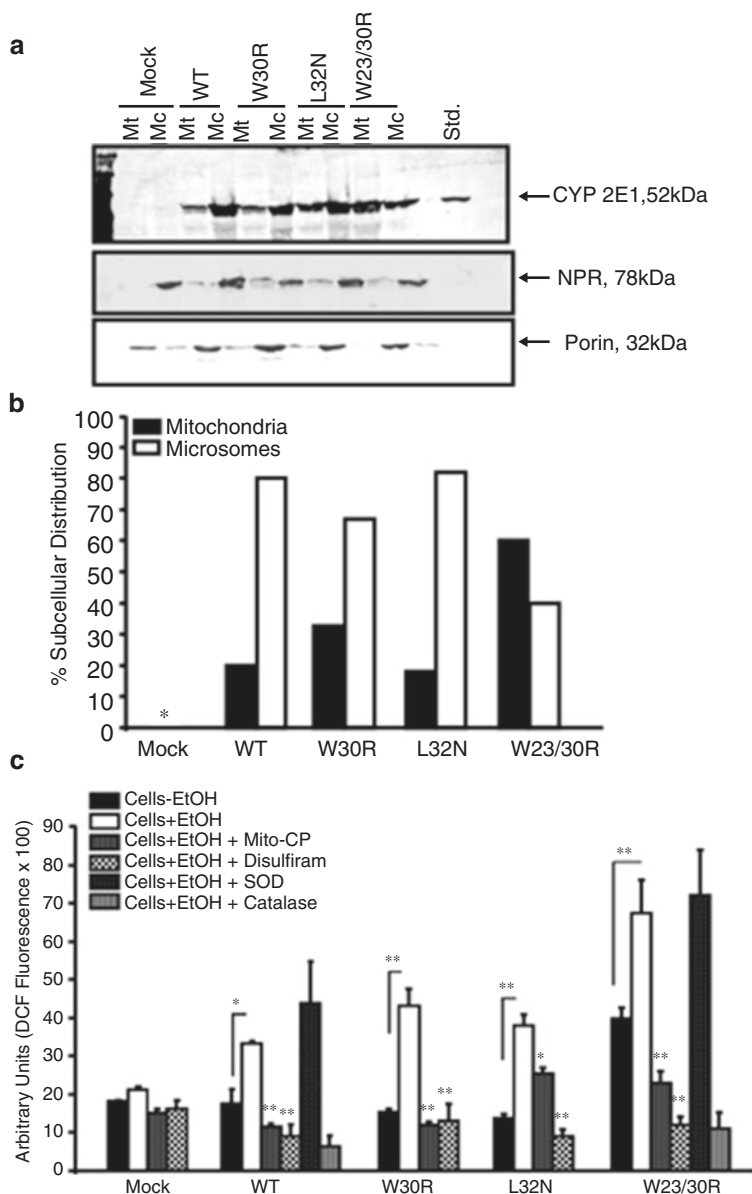 a
Mock
WT
W30R
L32N
W23/30R
Mt
Mc
Mt
Mc
Mt
Mc
Mt
Mc
Mt
Mc
Std.
CYP 2E1,52kDa
NPR, 78kDa
Porin, 32kDa
b
% Subcellular Distribution
100
90
80
70
60
50
40
30
20
10
0
Mitochondria
Microsomes
*
Mock
WT
W30R
L32N
W23/30R
c
Arbitrary Units (DCF Fluorescence x 100)
90
80
70
60
50
40
30
20
10
0
Cells-EtOH
Cells+EtOH
Cells+EtOH + Mito-CP
Cells+EtOH + Disulfiram
Cells+EtOH + SOD
Cells+EtOH + Catalase
*
** **
**
** **
**
*
**
**
**
**
Mock
WT
W30R
L32N
W23/30R